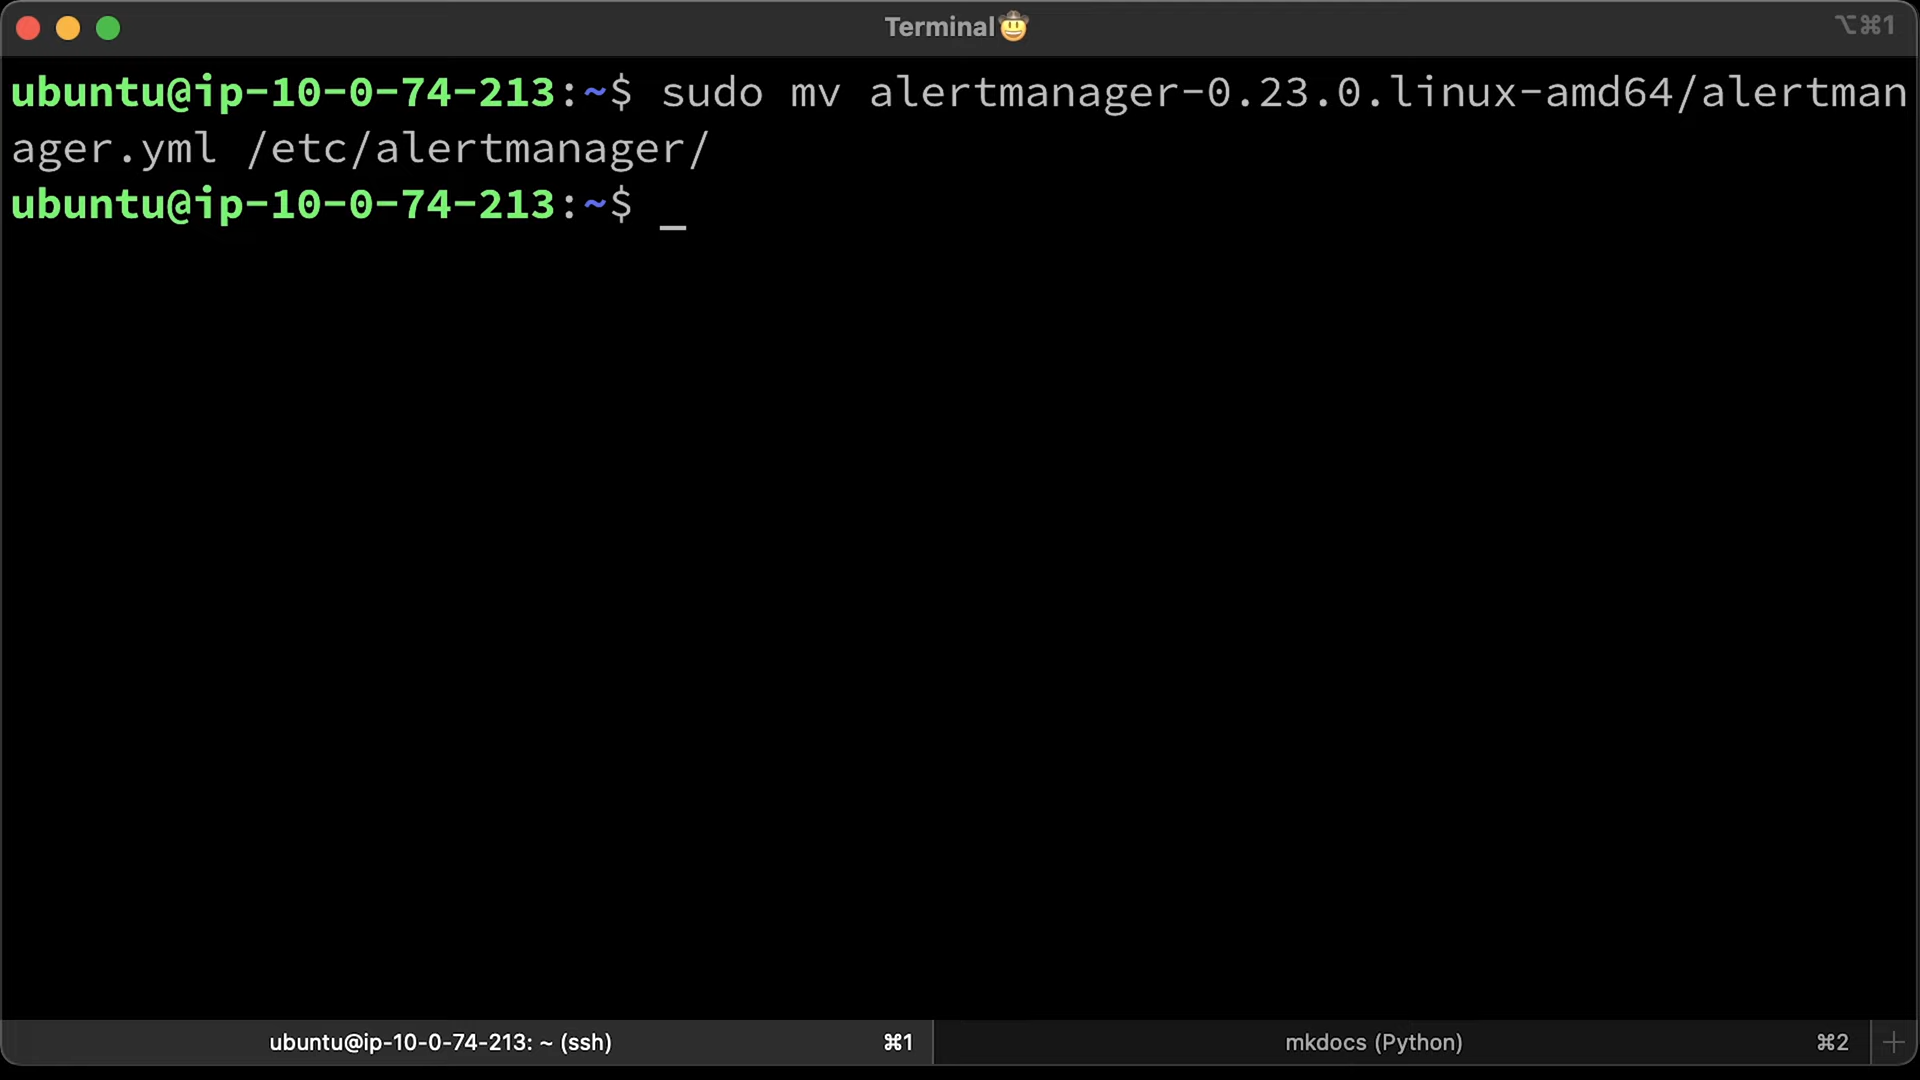 Terminal🤠
⌥⌘1
ubuntu@ip-10-0-74-213:~$ sudo mv alertmanager-0.23.0.linux-amd64/alertman
ager.yml /etc/alertmanager/
ubuntu@ip-10-0-74-213:~$ _
ubuntu@ip-10-0-74-213: ~ (ssh)
⌘1
mkdocs (Python)
⌘2
+